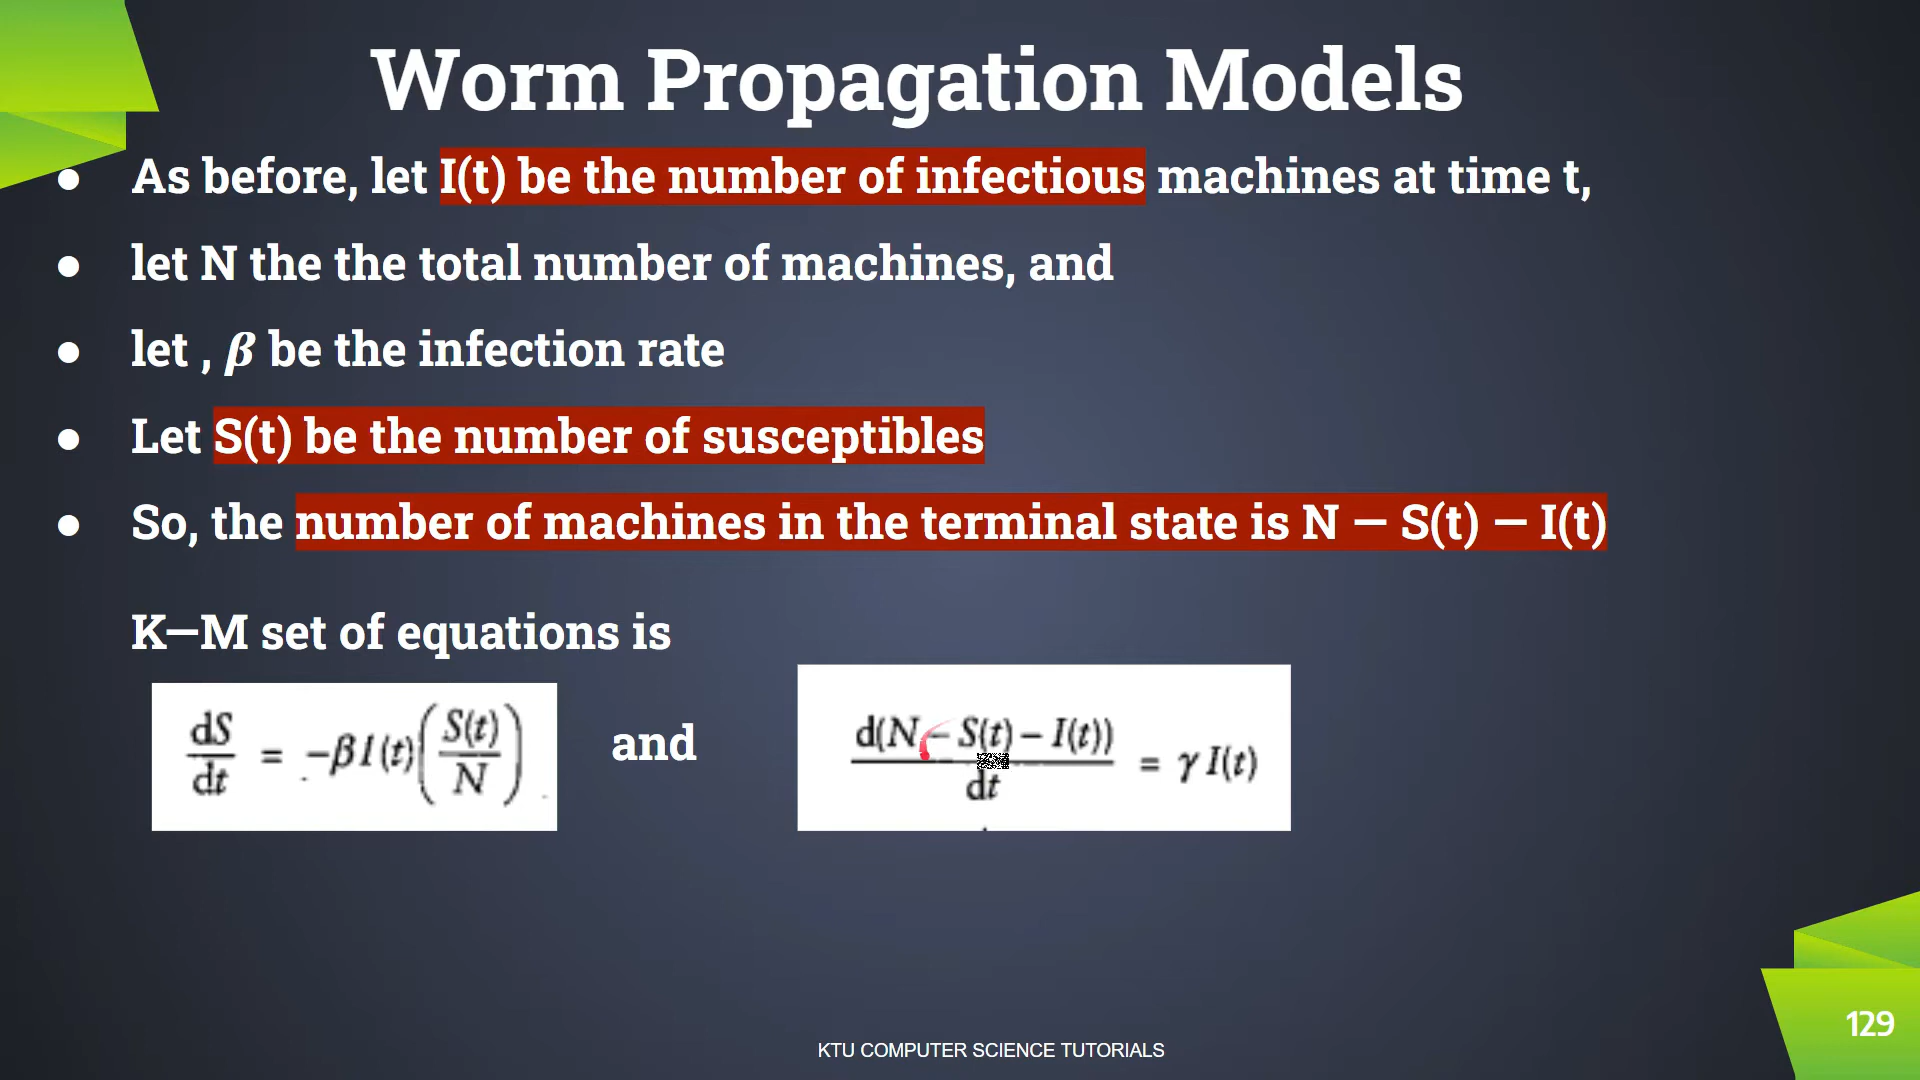 Worm Propagation Models
● As before, let I(t) be the number of infectious machines at time t,
● let N the the total number of machines, and
● let , β be the infection rate
● Let S(t) be the number of susceptibles
● So, the number of machines in the terminal state is N – S(t) – I(t)
K–M set of equations is
dS/dt = -βI(t)(S(t)/N) and d(N – S(t) – I(t))/dt = γ I(t)
129
KTU COMPUTER SCIENCE TUTORIALS